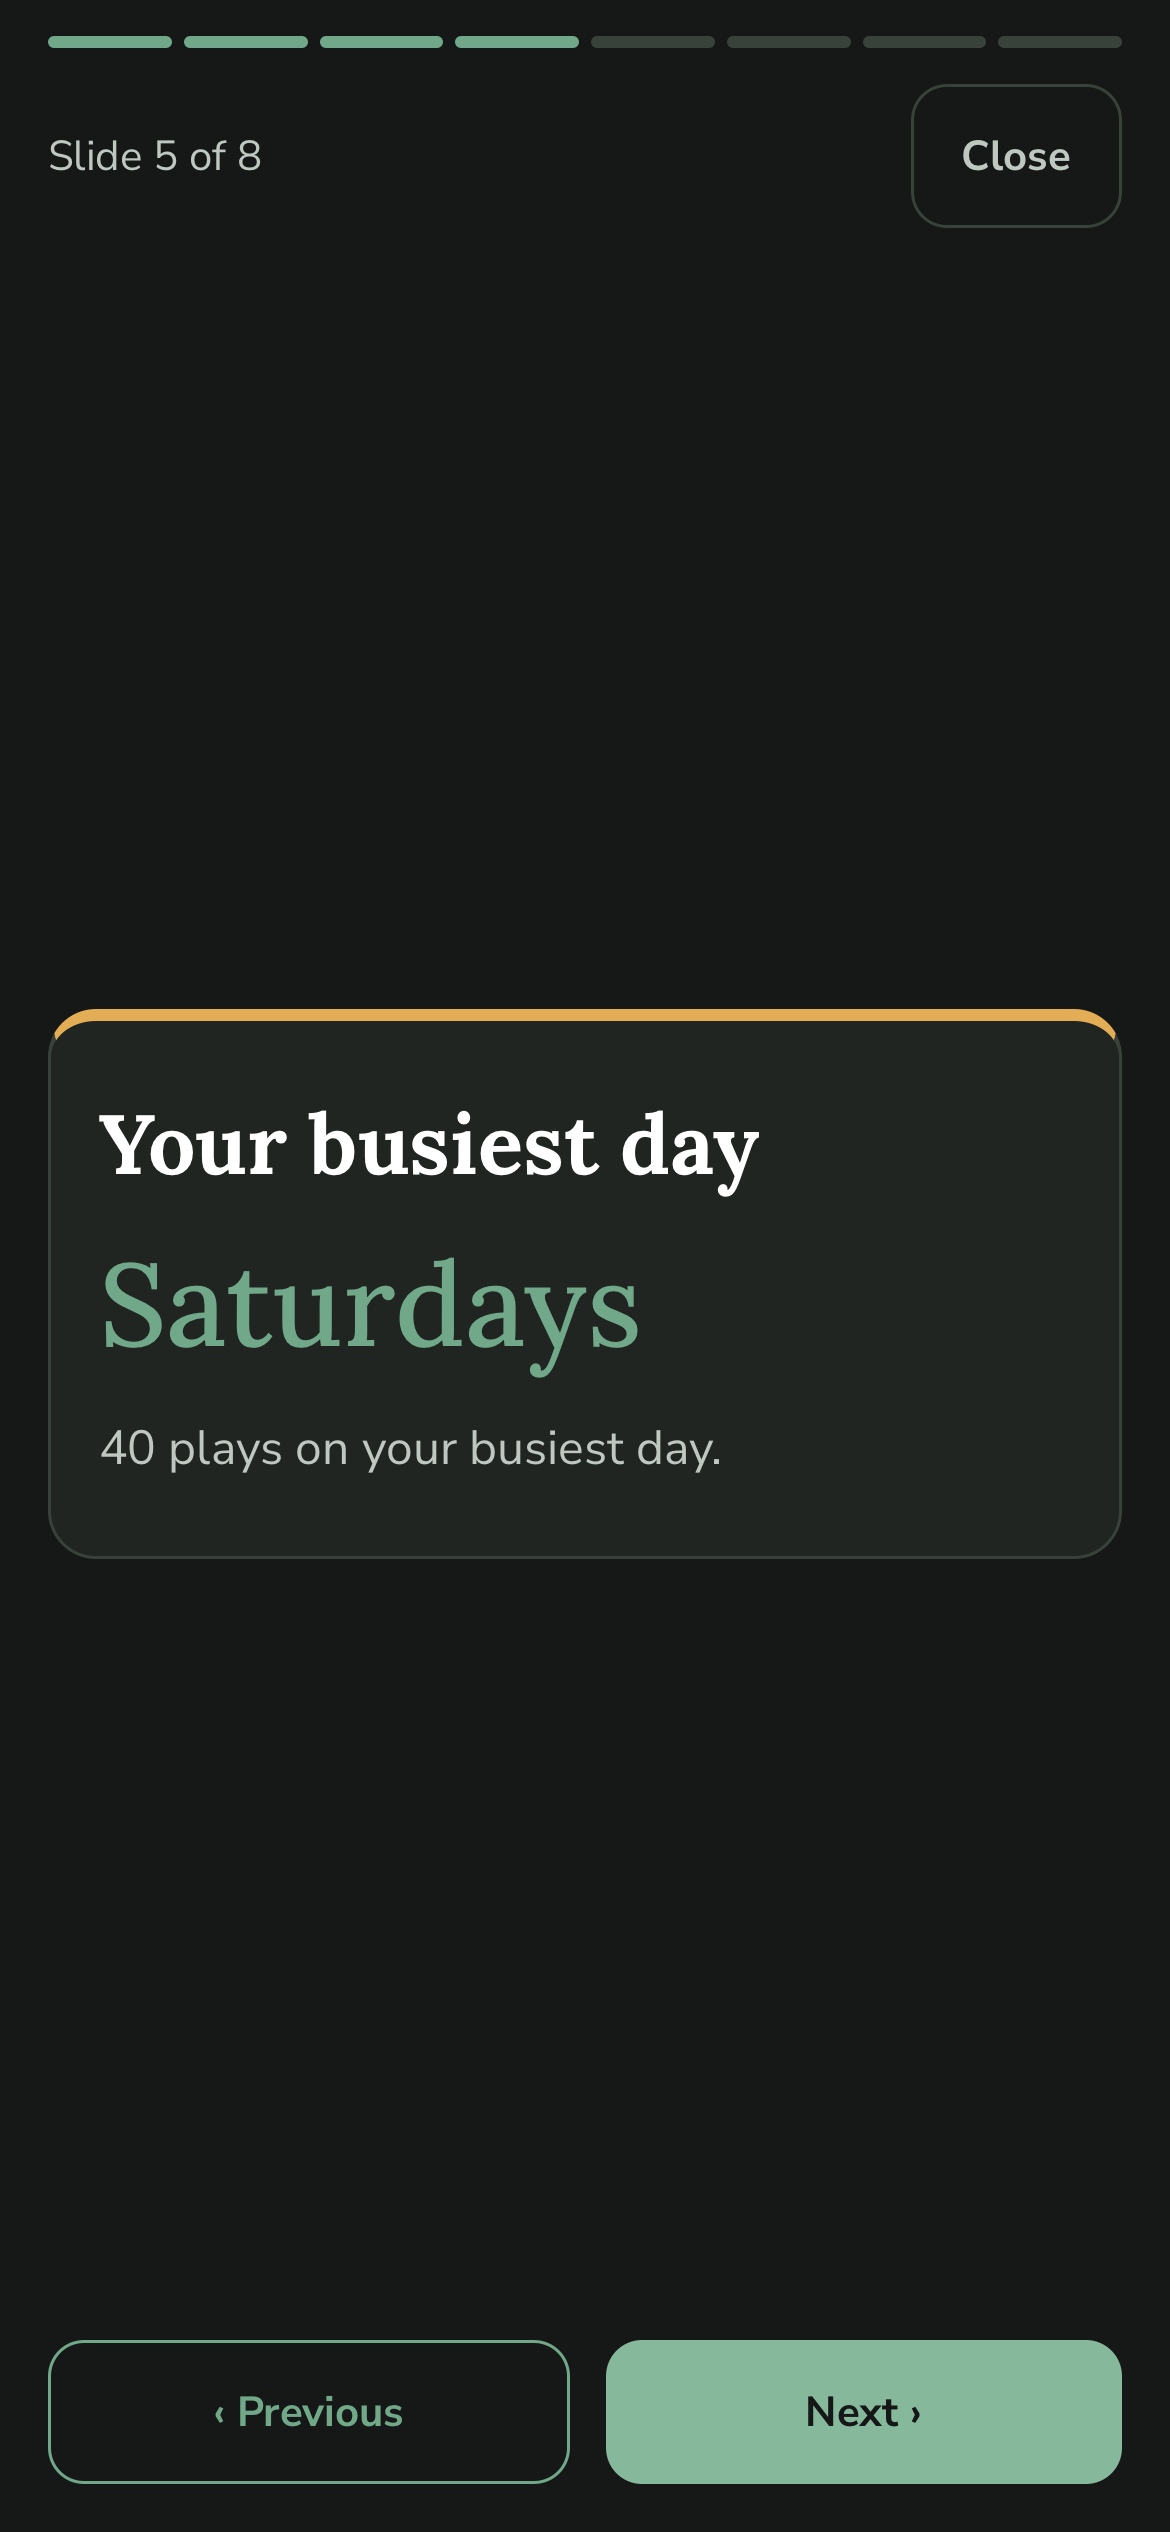 Slide 5 of 8
Close
Your busiest day
Saturdays
40 plays on your busiest day.
‹ Previous
Next ›